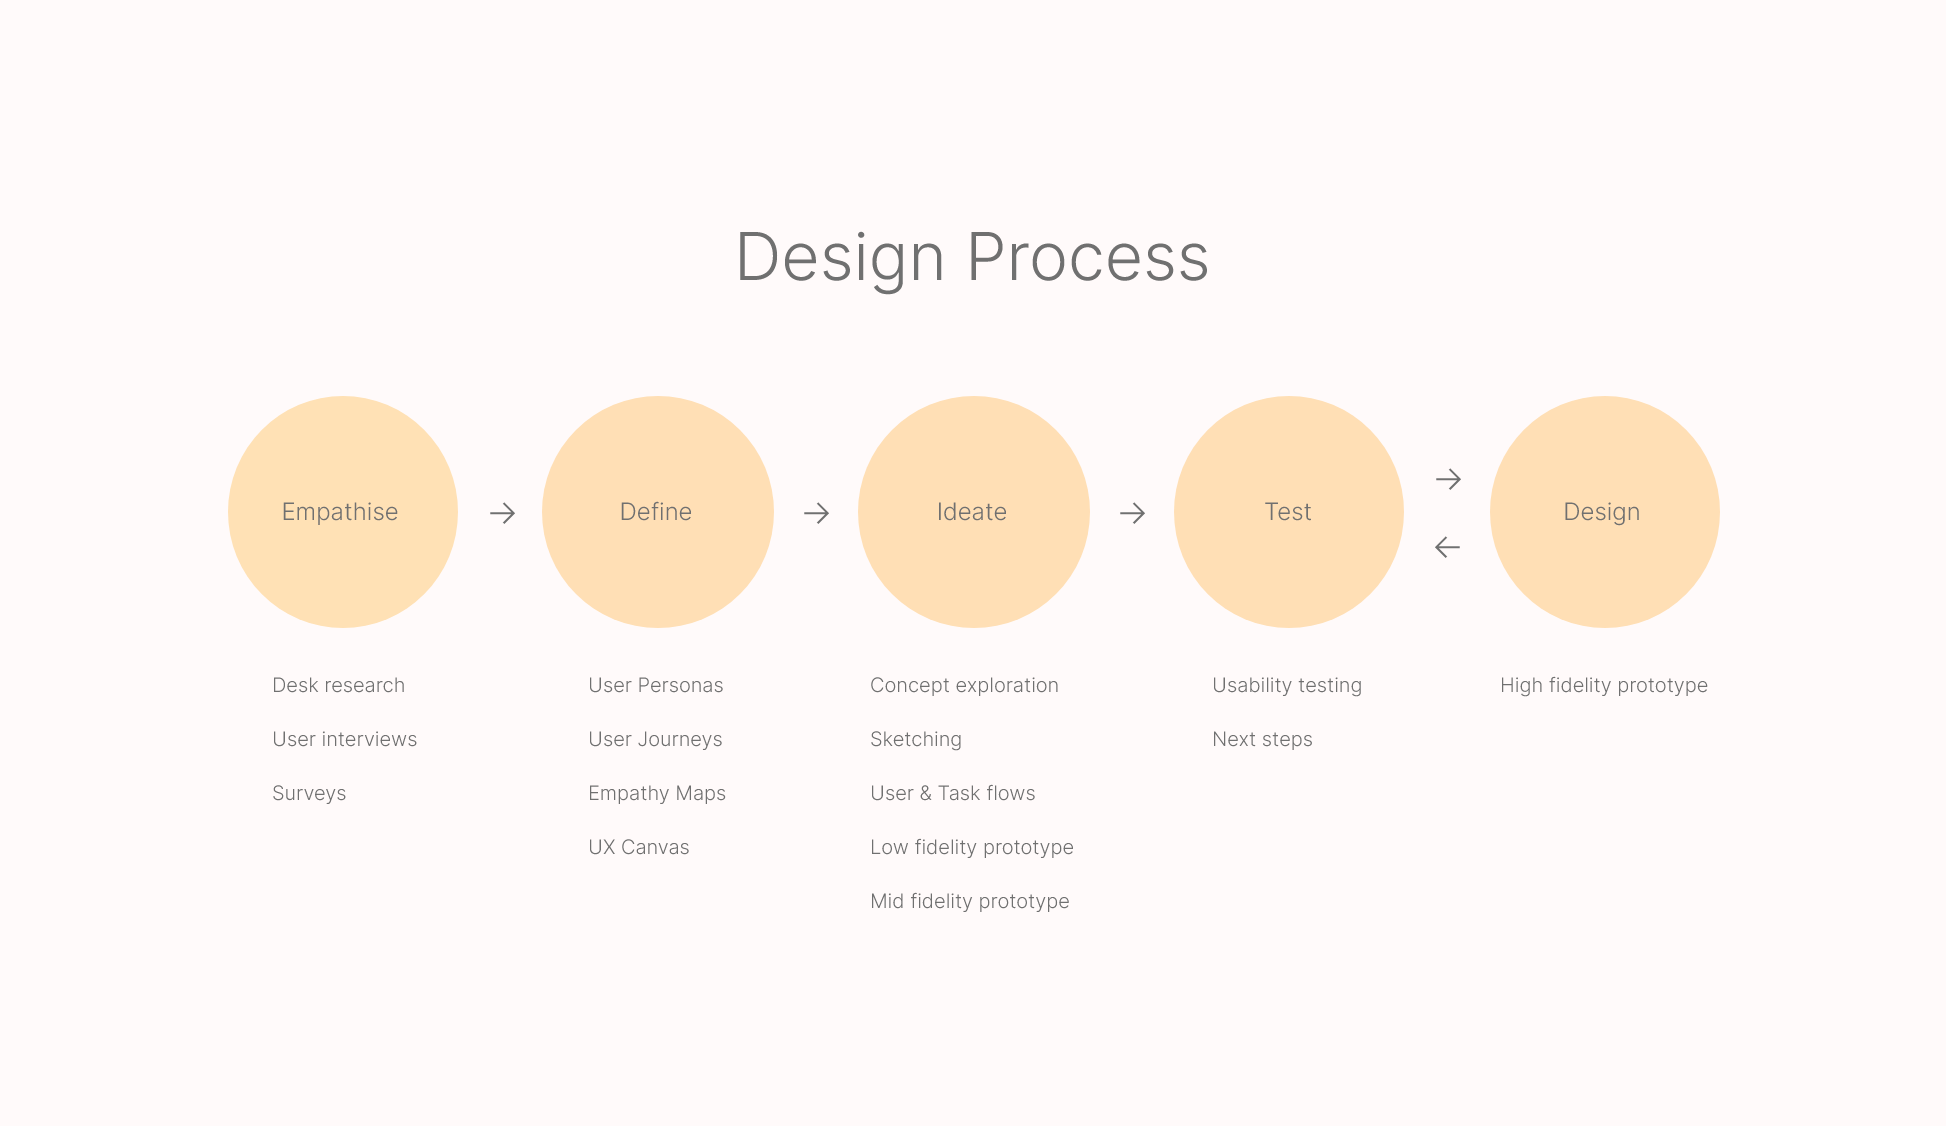 Design Process
Empathise
Define
Ideate
Test
Design
Desk research
User interviews
Surveys
User Personas
User Journeys
Empathy Maps
UX Canvas
Concept exploration
Sketching
User & Task flows
Low fidelity prototype
Mid fidelity prototype
Usability testing
Next steps
High fidelity prototype